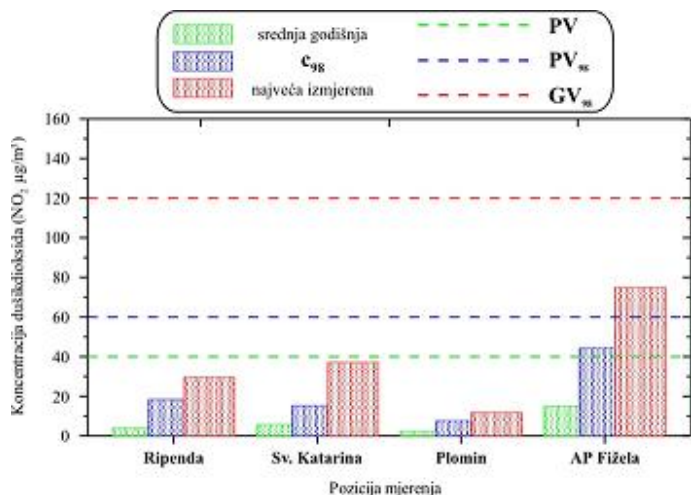 srednja godišnja
c98
najveća izmjerena
PV
PV98
GV98
Koncentracija dušikdioksida (NO2 µg/m³)
160
140
120
100
80
60
40
20
0
Ripenda Sv. Katarina Plomin AP Fižela
Pozicija mjerenja